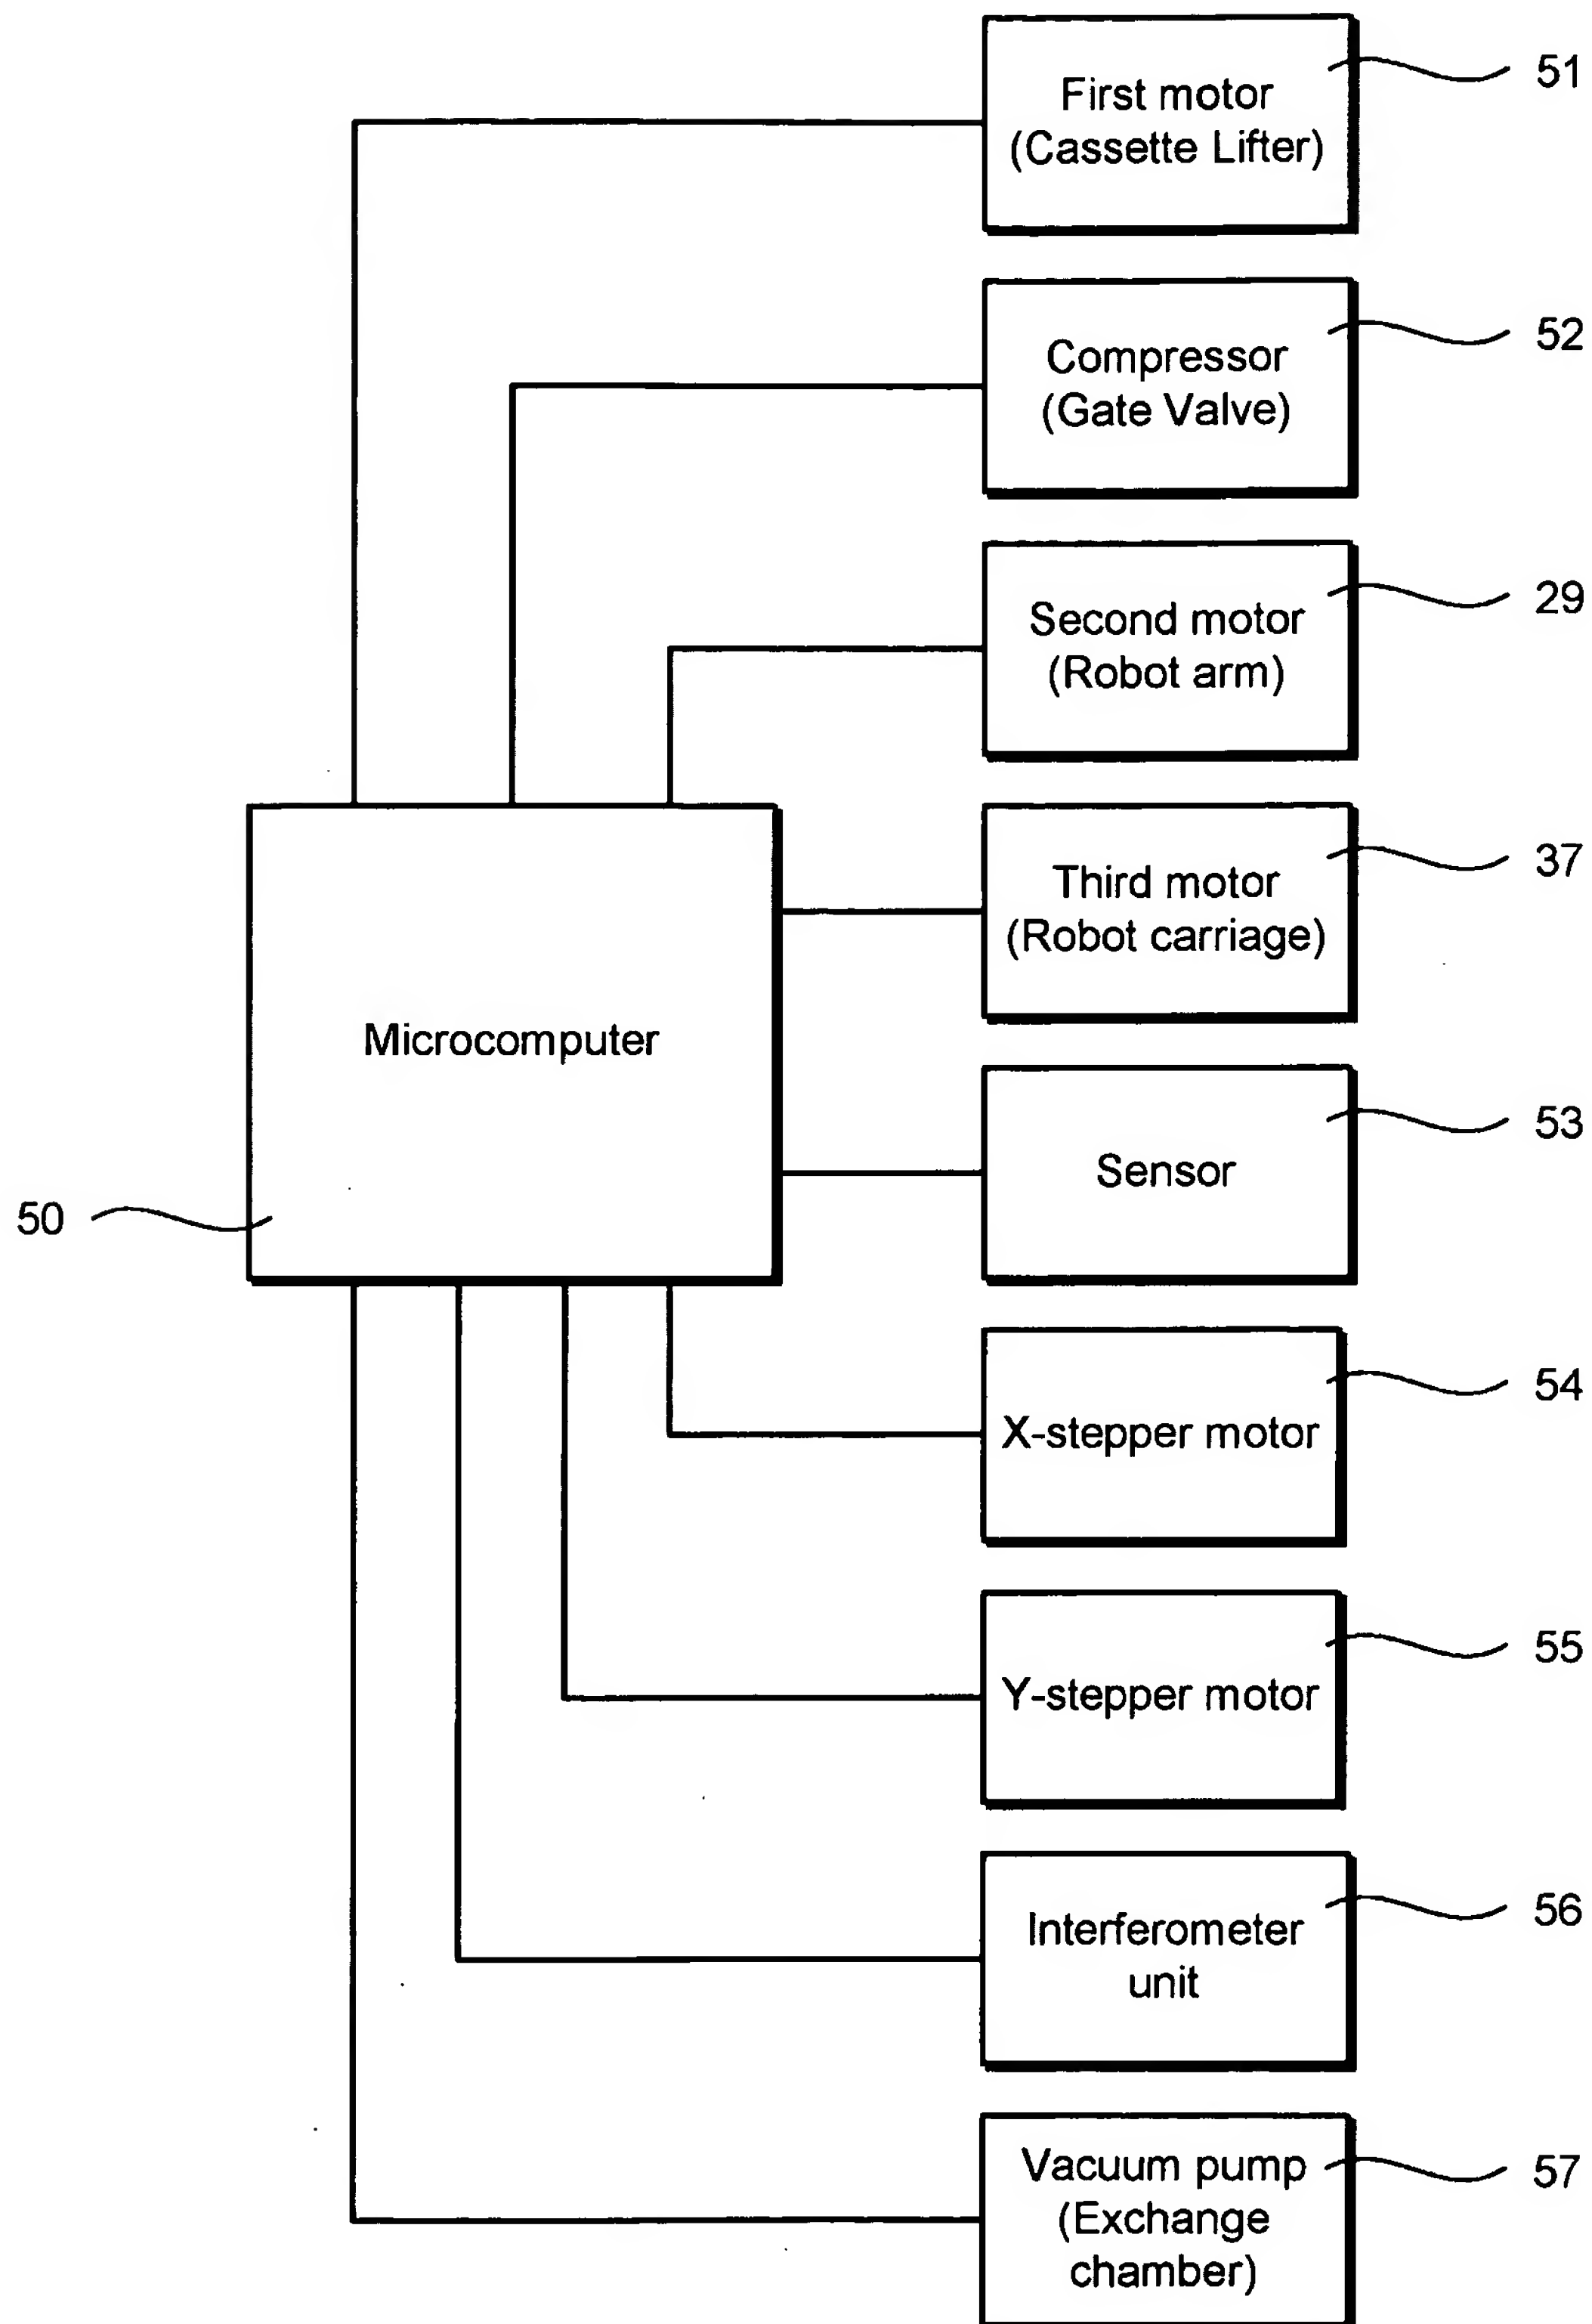 51
First motor
(Cassette Lifter)
52
Compressor
(Gate Valve)
29
Second motor
(Robot arm)
37
Third motor
(Robot carriage)
Microcomputer
53
Sensor
50
54
X-stepper motor
55
Y-stepper motor
56
Interferometer
unit
57
Vacuum pump
(Exchange
chamber)